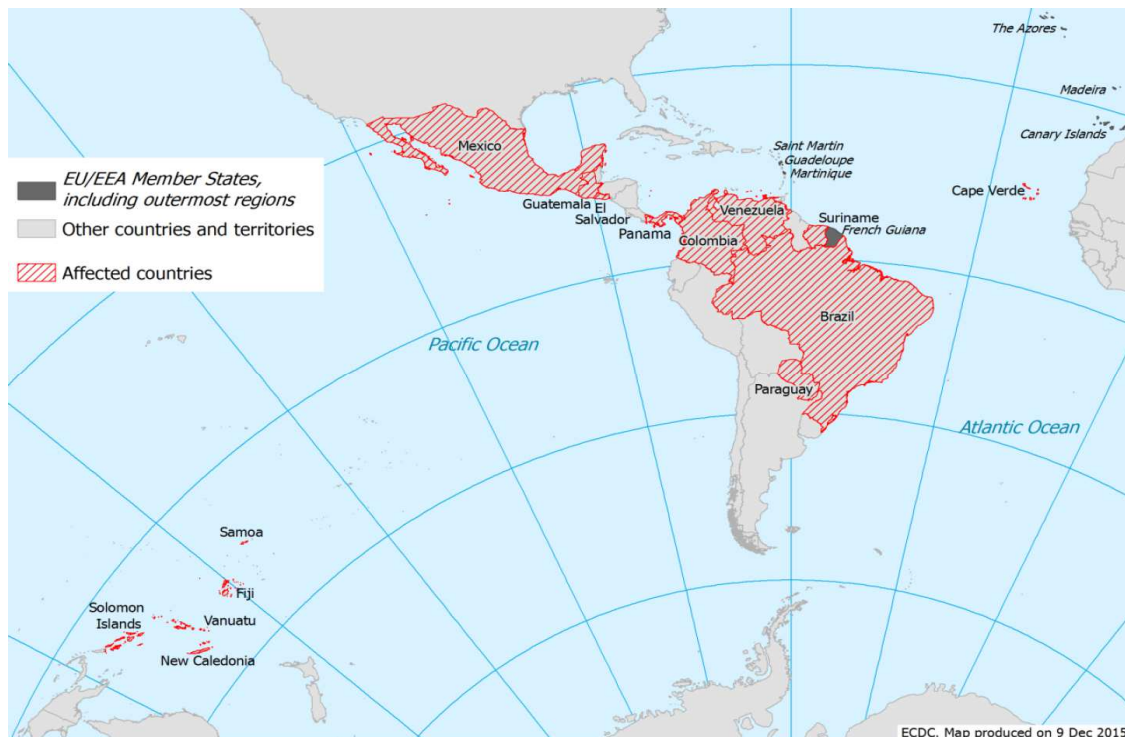 The Azores
Madeira
Canary Islands
Mexico
Saint Martin
Guadeloupe
Martinique
EU/EEA Member States,
including outermost regions
Other countries and territories
Affected countries
Cape Verde
Guatemala
El
Salvador
Panama
Venezuela
Colombia
Suriname
French Guiana
Brazil
Pacific Ocean
Paraguay
Atlantic Ocean
Samoa
Fiji
Solomon
Islands
Vanuatu
New Caledonia
ECDC. Map produced on 9 Dec 2015